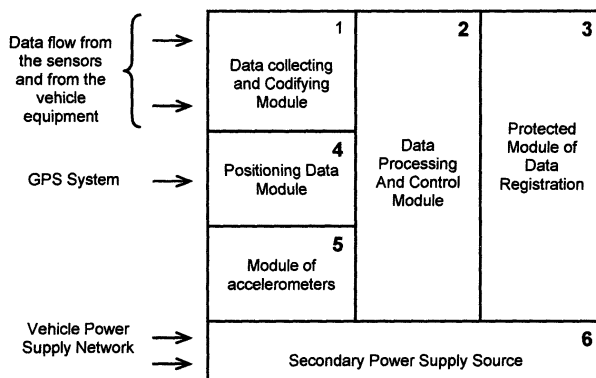 Data flow from
the sensors
and from the
vehicle
equipment
1
Data collecting
and Codifying
Module
2
Data
Processing
And Control
Module
3
Protected
Module of
Data
Registration
GPS System
4
Positioning Data
Module
5
Module of
accelerometers
Vehicle Power
Supply Network
6
Secondary Power Supply Source